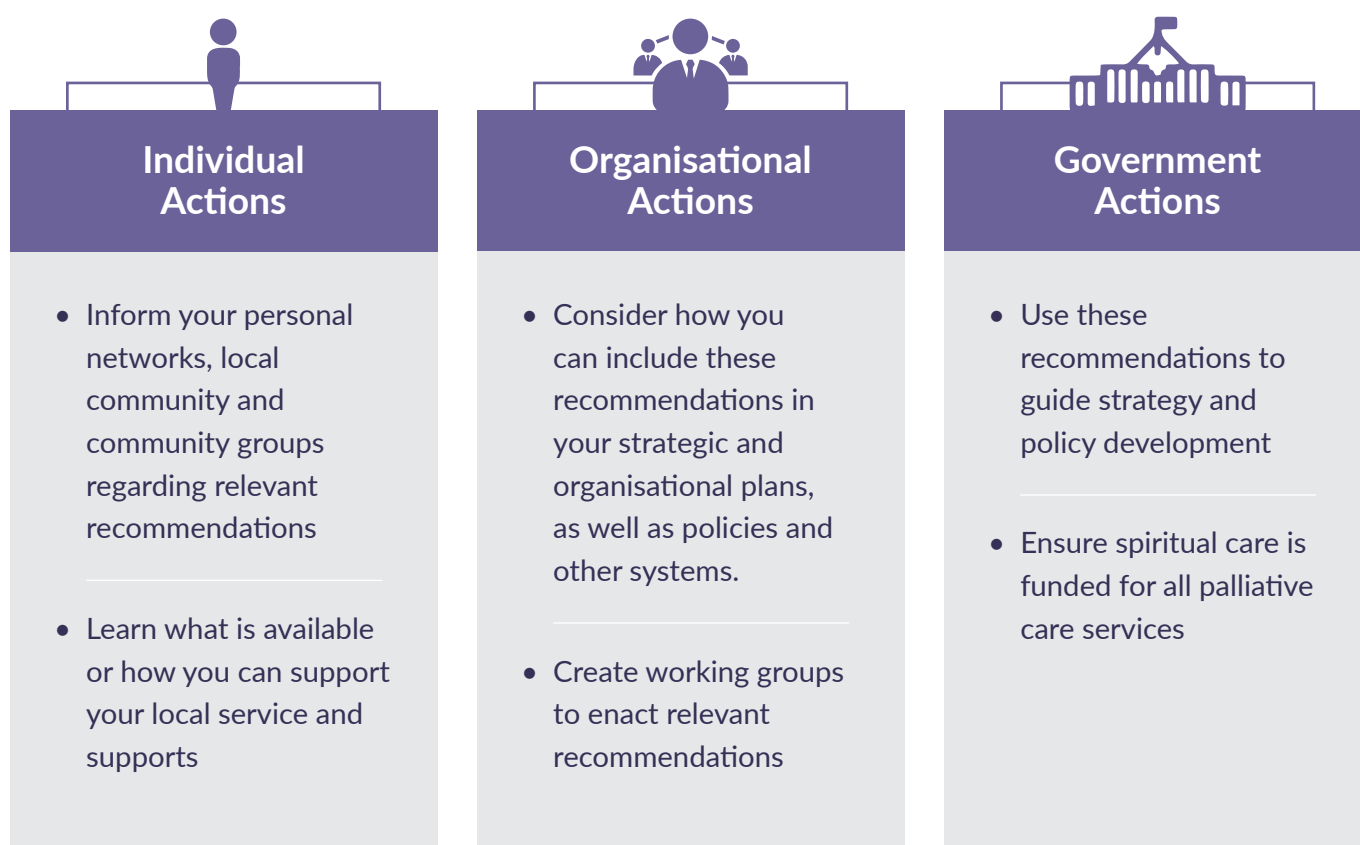 Individual
Actions
• Inform your personal
networks, local
community and
community groups
regarding relevant
recommendations
• Learn what is available
or how you can support
your local service and
supports
Organisational
Actions
• Consider how you
can include these
recommendations in
your strategic and
organisational plans,
as well as policies and
other systems.
• Create working groups
to enact relevant
recommendations
Government
Actions
• Use these
recommendations to
guide strategy and
policy development
• Ensure spiritual care is
funded for all palliative
care services